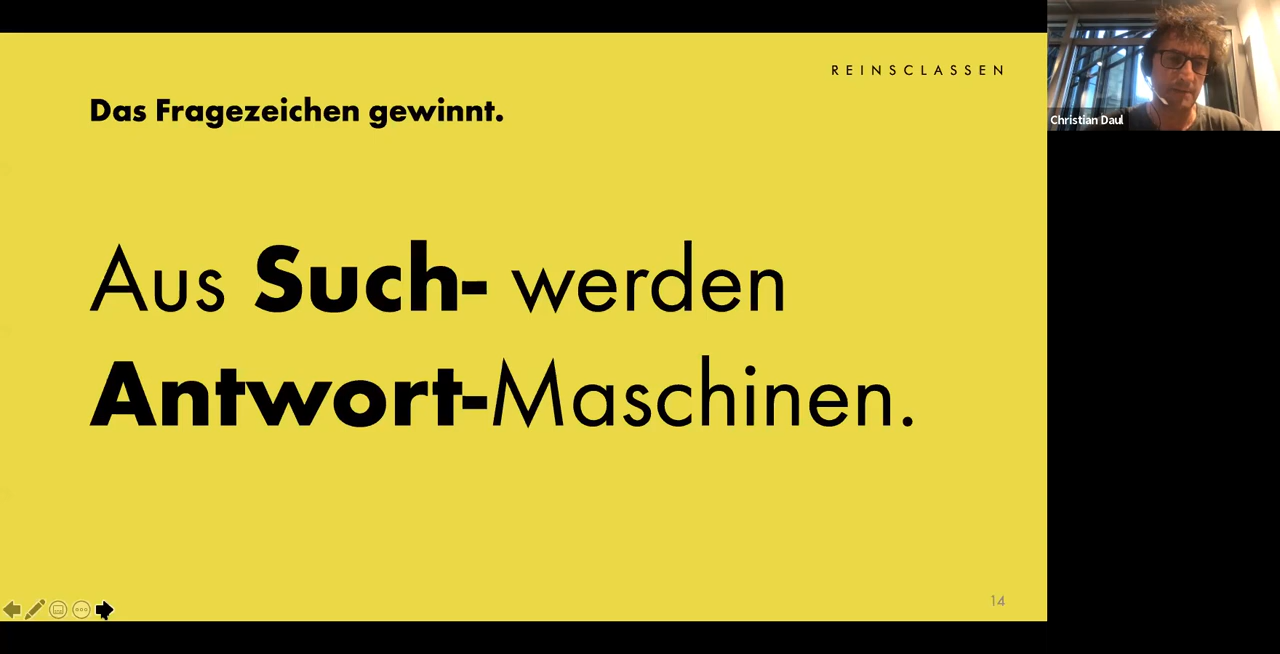 REINSCLASSEN
Das Fragezeichen gewinnt.
Aus Such- werden
Antwort-Maschinen.
14
Christian Daul